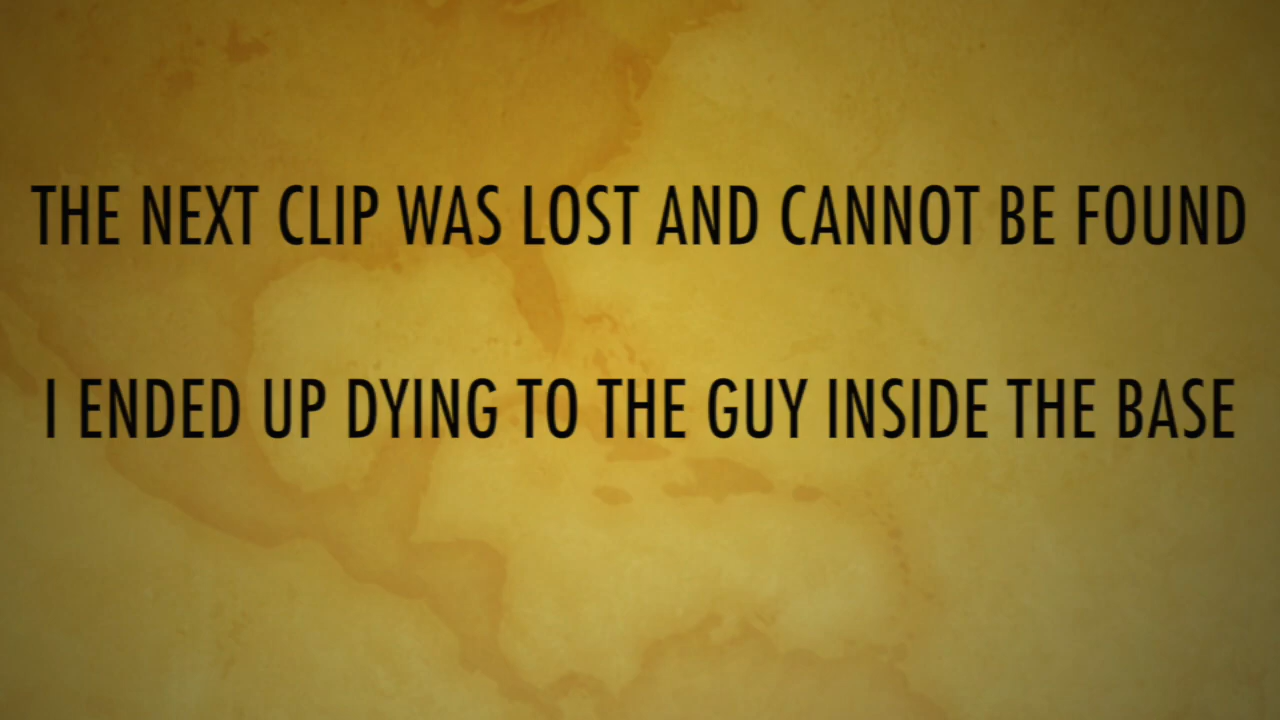 THE NEXT CLIP WAS LOST AND CANNOT BE FOUND
I ENDED UP DYING TO THE GUY INSIDE THE BASE